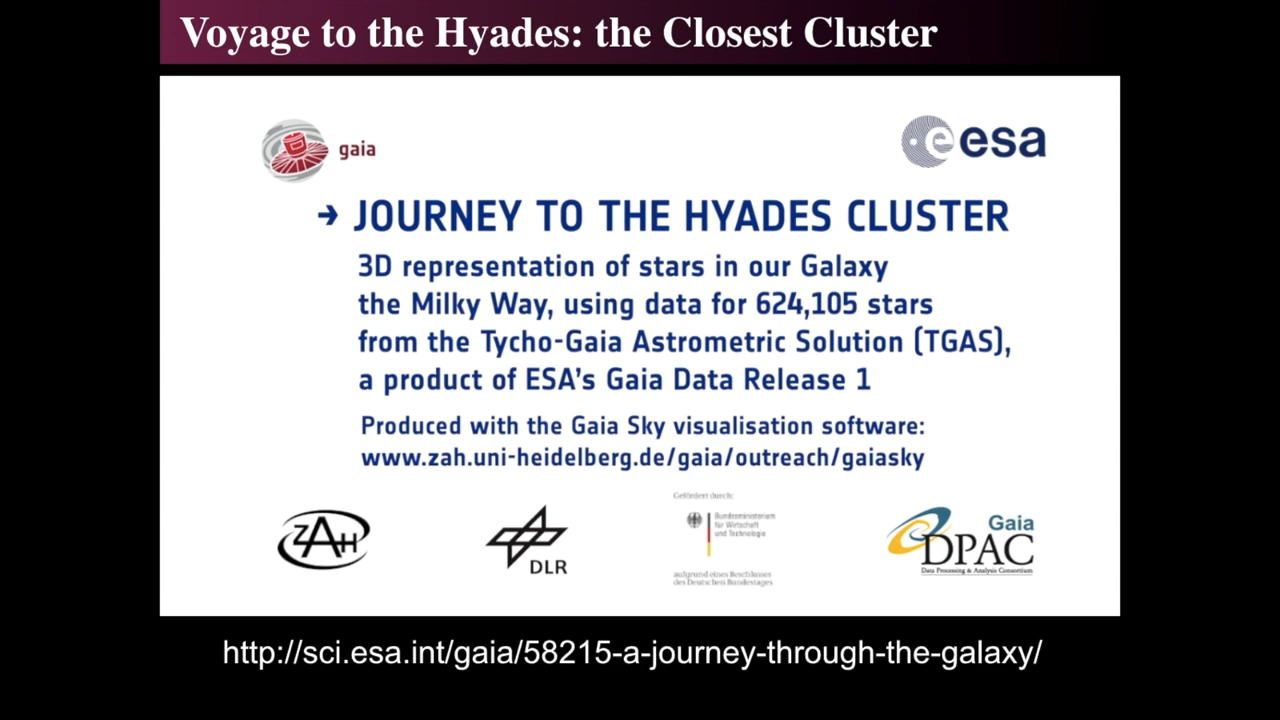 Voyage to the Hyades: the Closest Cluster
gaia
esa
→ JOURNEY TO THE HYADES CLUSTER
3D representation of stars in our Galaxy
the Milky Way, using data for 624,105 stars
from the Tycho-Gaia Astrometric Solution (TGAS),
a product of ESA's Gaia Data Release 1
Produced with the Gaia Sky visualisation software:
www.zah.uni-heidelberg.de/gaia/outreach/gaiasky
ZAH
DLR
Gefördert durch:
Bundesministerium
für Wirtschaft
und Technologie
aufgrund eines Beschlusses
des Deutschen Bundestages
Gaia
DPAC
Data Processing & Analysis Consortium
http://sci.esa.int/gaia/58215-a-journey-through-the-galaxy/